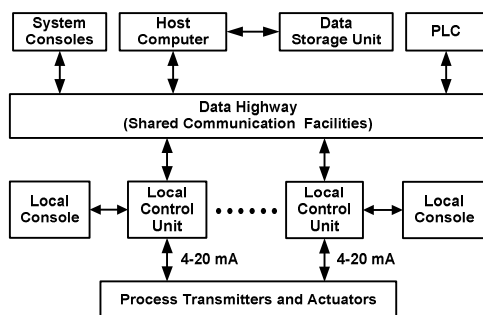 System
Consoles
Host
Computer
Data
Storage Unit
PLC
Data Highway
(Shared Communication Facilities)
Local
Console
Local
Control
Unit
Local
Control
Unit
Local
Console
4-20 mA
4-20 mA
Process Transmitters and Actuators